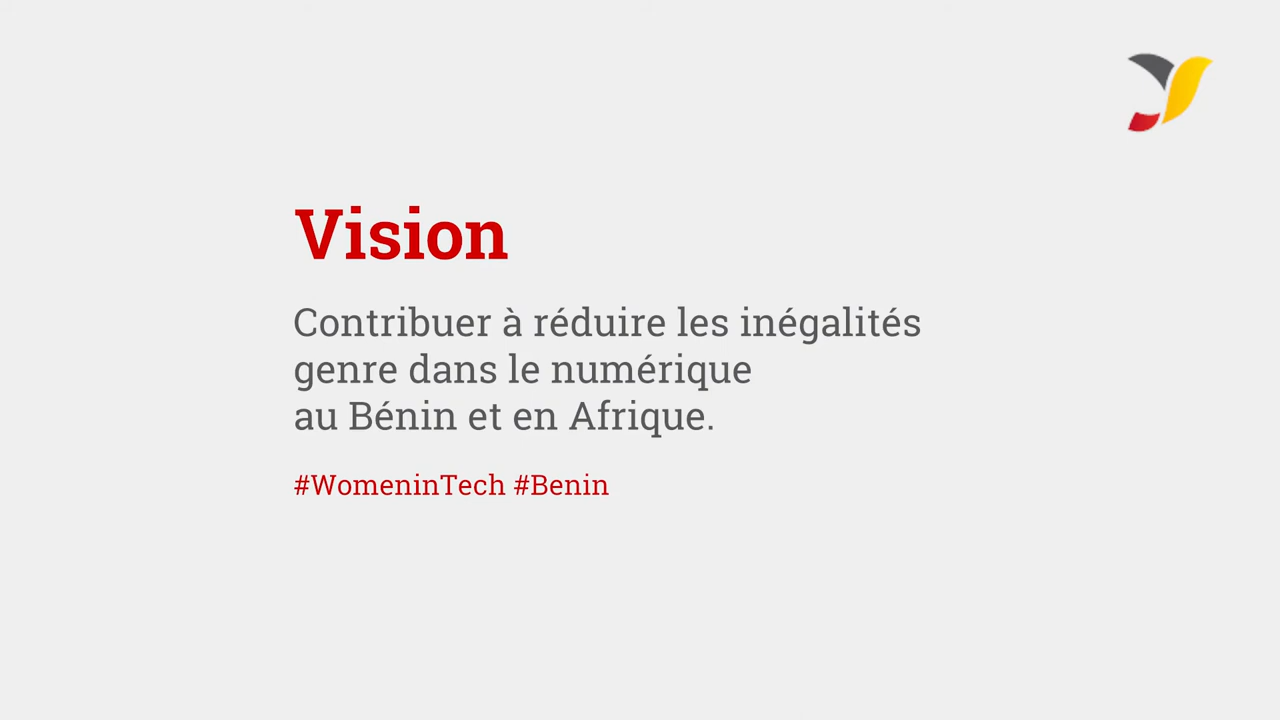 Vision
Contribuer à réduire les inégalités
genre dans le numérique
au Bénin et en Afrique.
#WomeninTech #Benin